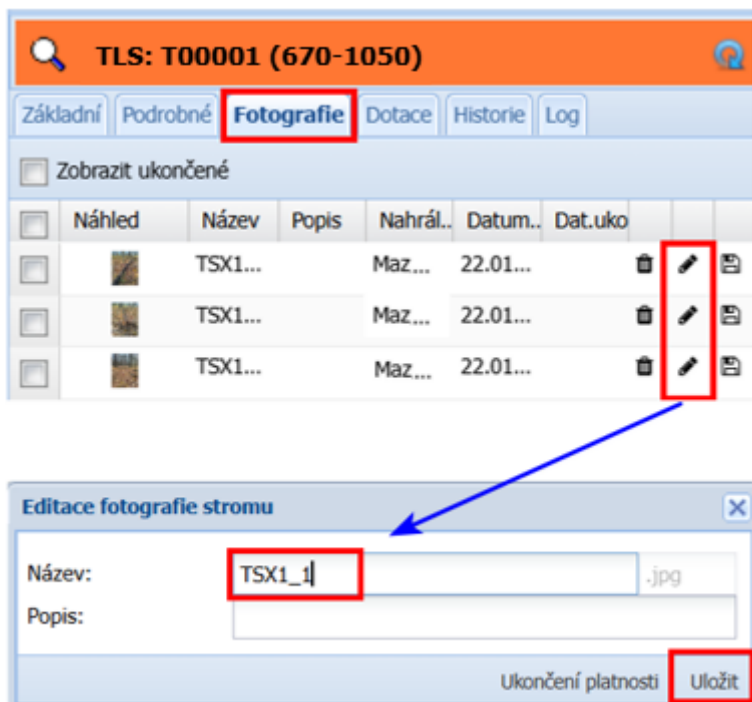 TLS: T00001 (670-1050)
Základní Podrobné Fotografie Dotace Historie Log
Zobrazit ukončené
Náhled Název Popis Nahrál.. Datum.. Dat.uko
TSX1... Maz... 22.01...
TSX1... Maz... 22.01...
TSX1... Maz... 22.01...
Editace fotografie stromu
Název: TSX1_1 .jpg
Popis:
Ukončení platnosti Uložit